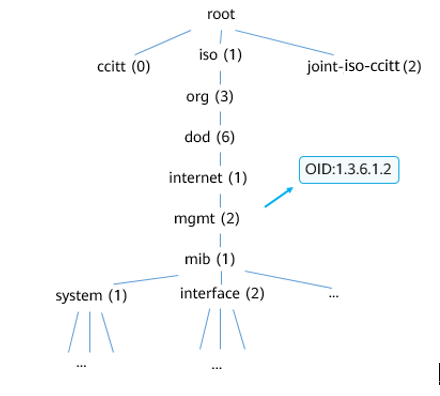 root
ccitt (0)
iso (1)
joint-iso-ccitt (2)
org (3)
dod (6)
internet (1)
OID:1.3.6.1.2
mgmt (2)
mib (1)
system (1)
interface (2)
...
...
...